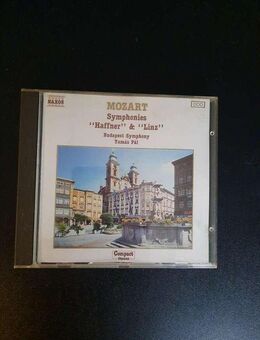 NAXOS
DDD
MOZART
Symphonies
"Haffner" & "Linz"
Budapest Symphony
Tamás Pál
Compact